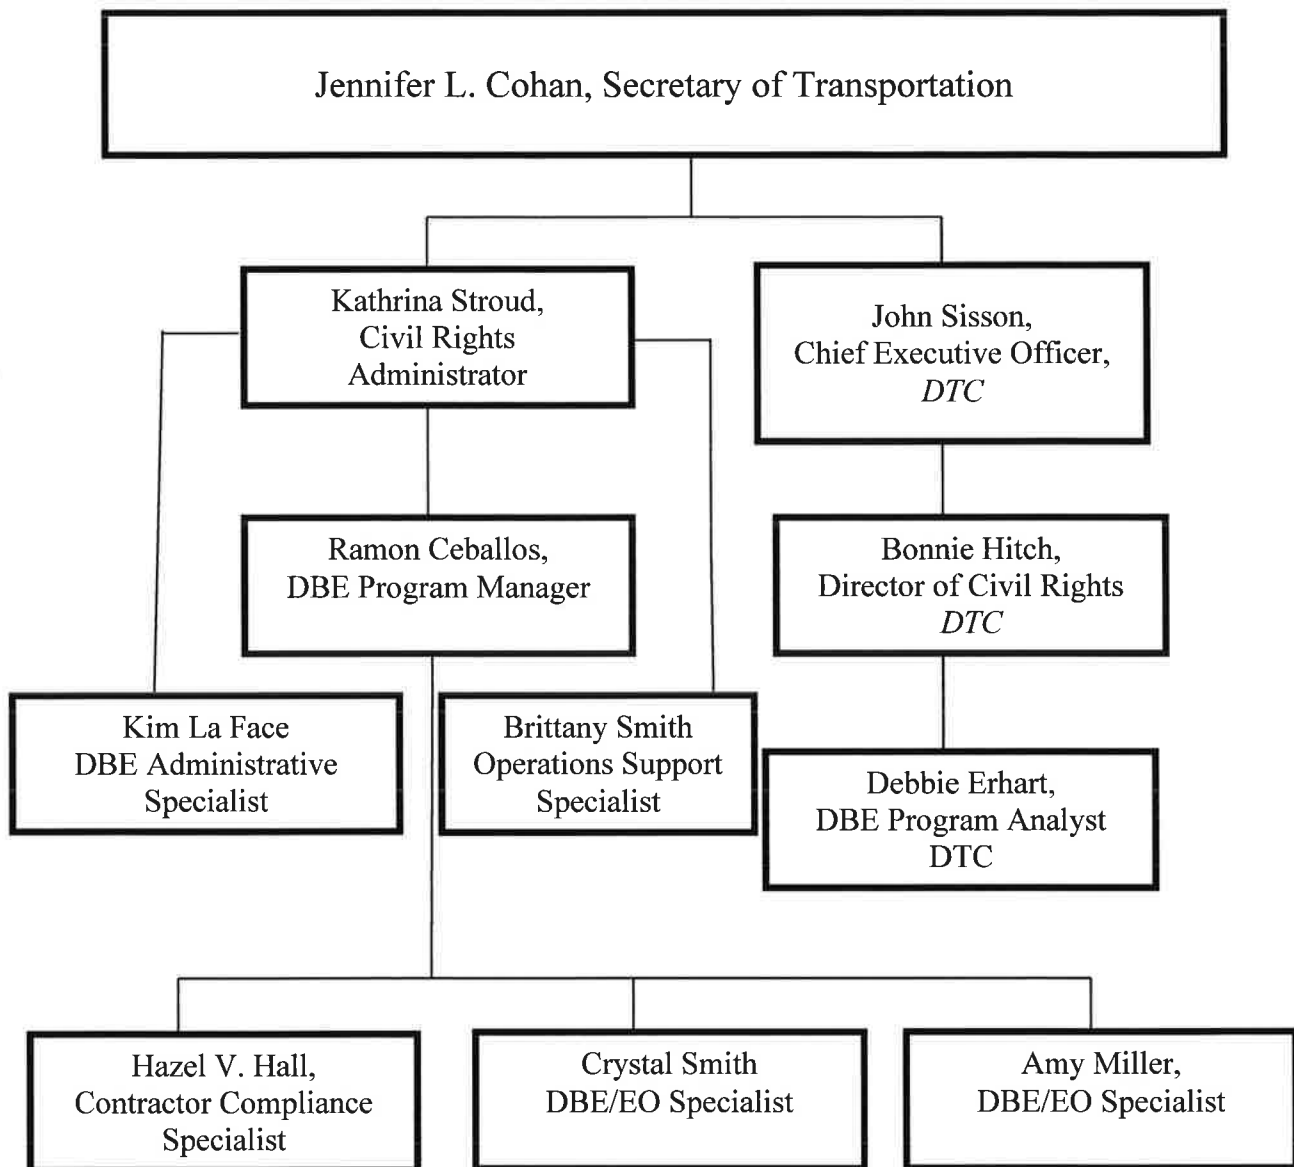 Jennifer L. Cohan, Secretary of Transportation
Kathrina Stroud,
Civil Rights
Administrator
John Sisson,
Chief Executive Officer,
DTC
Ramon Ceballos,
DBE Program Manager
Bonnie Hitch,
Director of Civil Rights
DTC
Kim La Face
DBE Administrative
Specialist
Brittany Smith
Operations Support
Specialist
Debbie Erhart,
DBE Program Analyst
DTC
Hazel V. Hall,
Contractor Compliance
Specialist
Crystal Smith
DBE/EO Specialist
Amy Miller,
DBE/EO Specialist